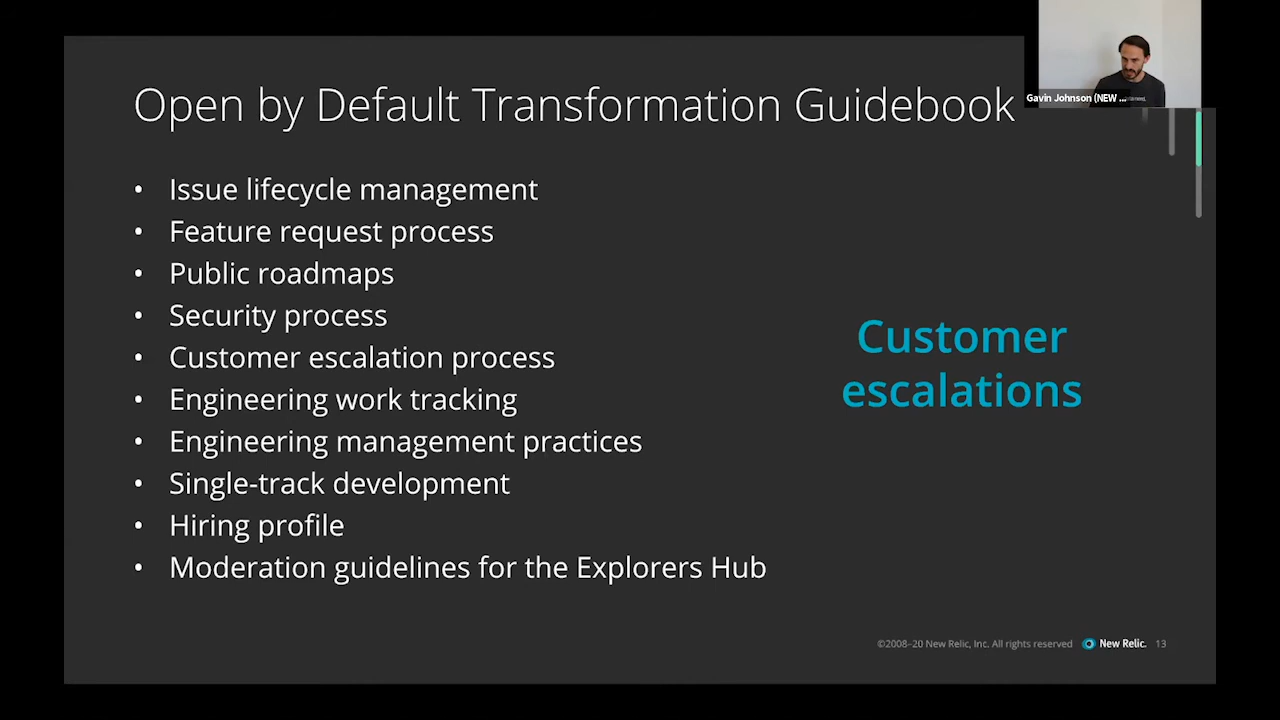 Gavin Johnson (NEW ...
Open by Default Transformation Guidebook
• Issue lifecycle management
• Feature request process
• Public roadmaps
• Security process
• Customer escalation process
• Engineering work tracking
• Engineering management practices
• Single-track development
• Hiring profile
• Moderation guidelines for the Explorers Hub
Customer
escalations
©2008–20 New Relic, Inc. All rights reserved New Relic. 13